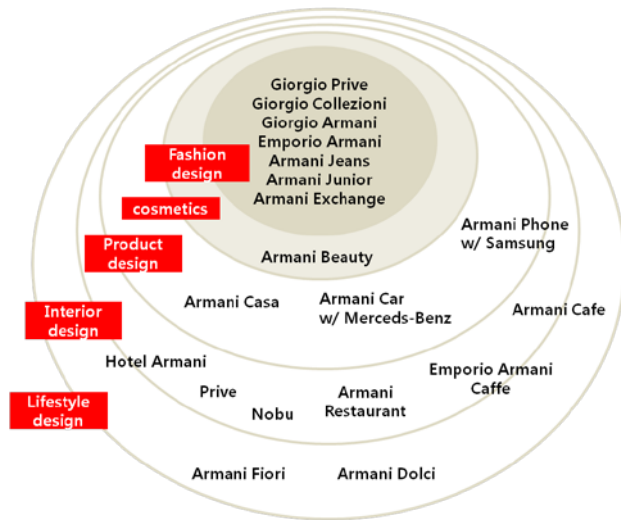 Giorgio Prive
Giorgio Collezioni
Giorgio Armani
Emporio Armani
Armani Jeans
Armani Junior
Armani Exchange
Fashion
design
cosmetics
Armani Beauty
Product
design
Armani Phone
w/ Samsung
Armani Casa
Armani Car
w/ Merceds-Benz
Interior
design
Armani Cafe
Hotel Armani
Prive
Nobu
Armani
Restaurant
Emporio Armani
Caffe
Lifestyle
design
Armani Fiori
Armani Dolci